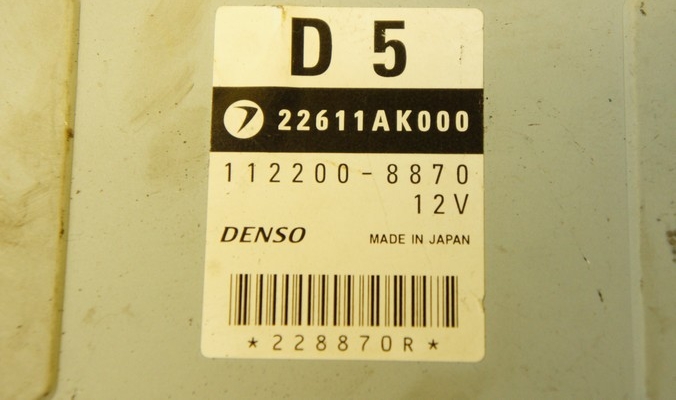 D 5
22611AK000
112200-8870
12V
DENSO MADE IN JAPAN
*228870R*